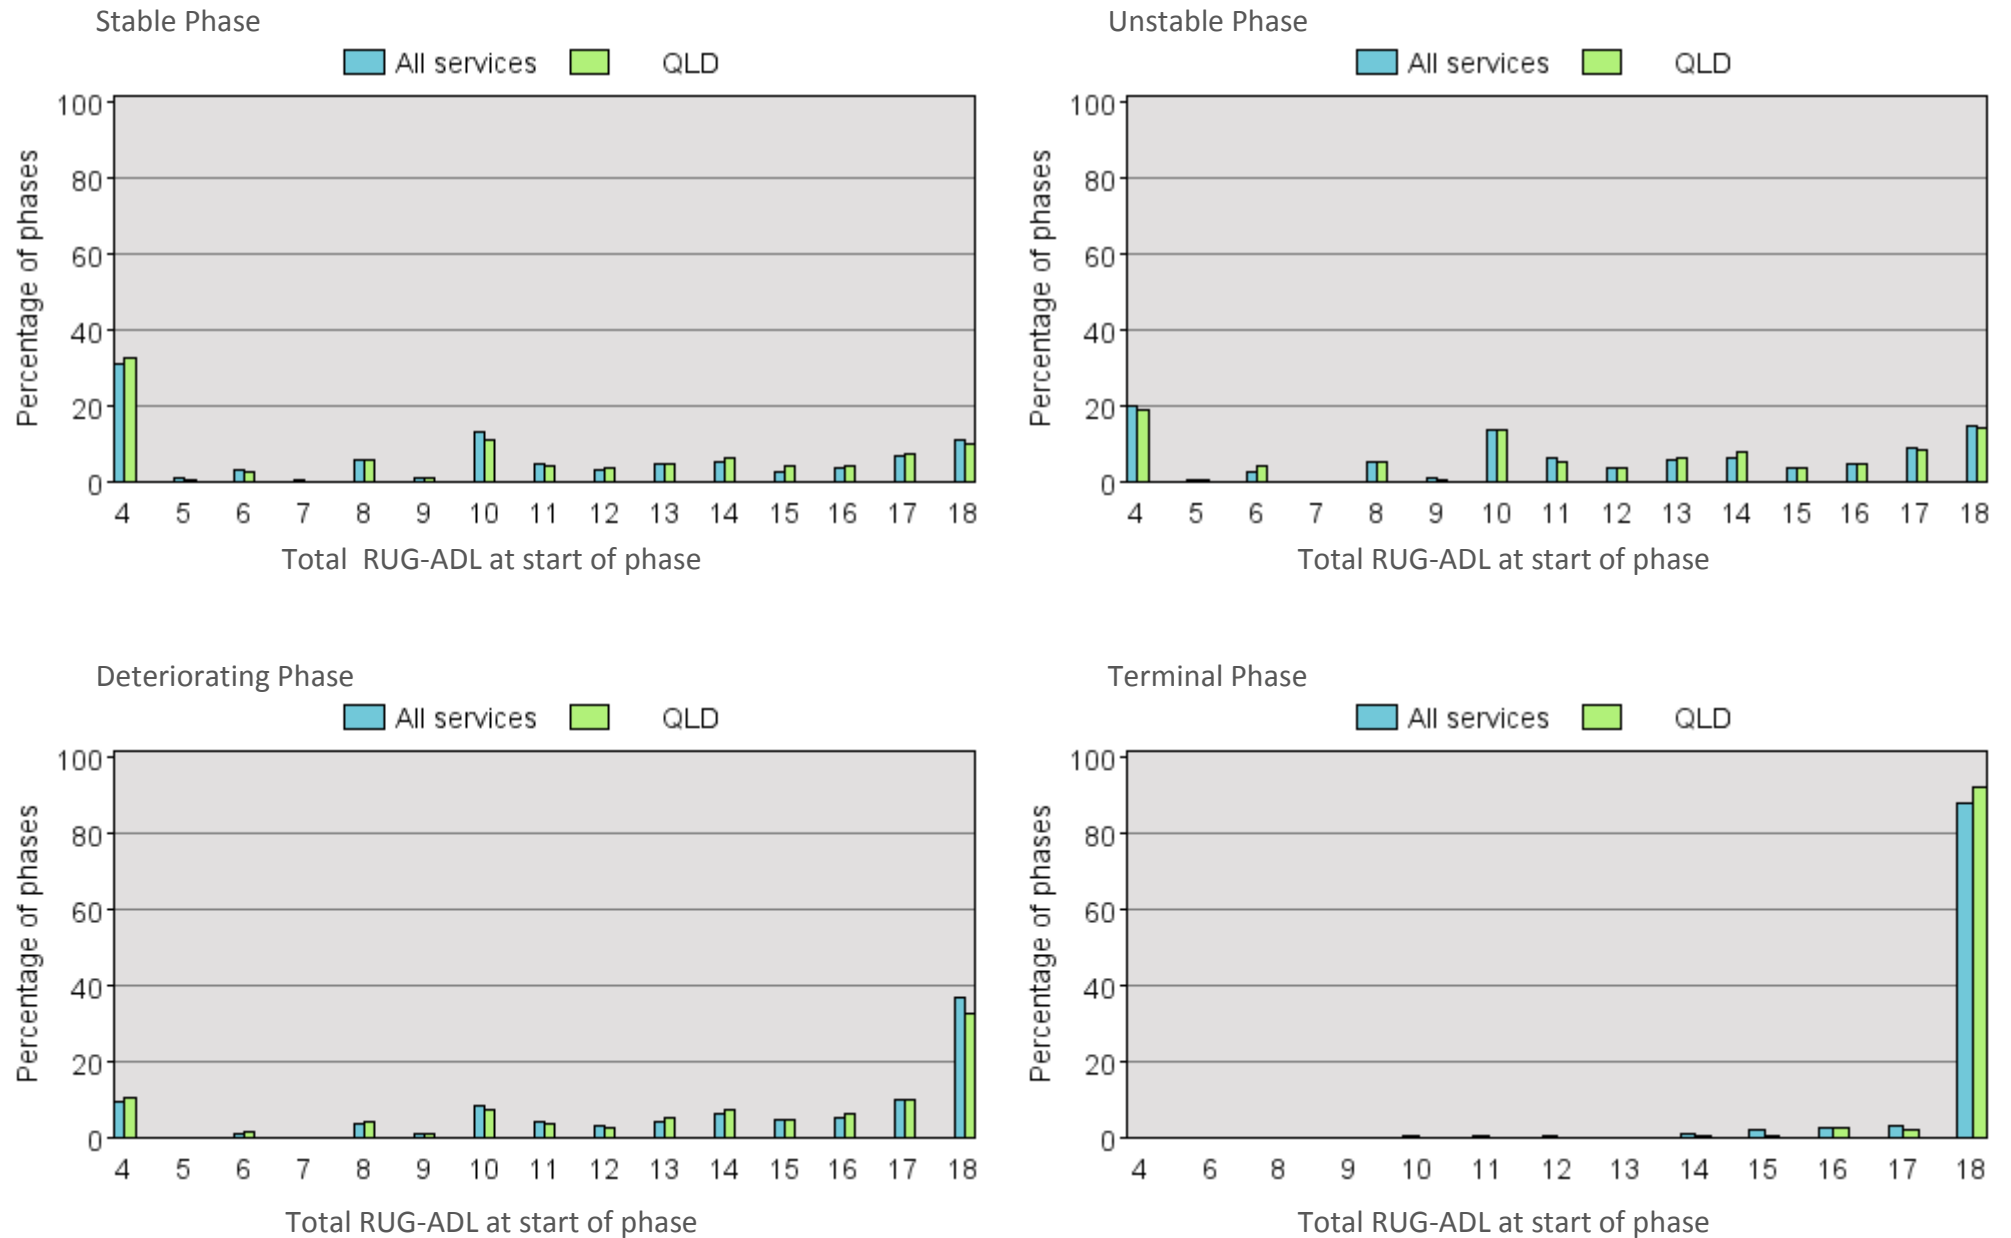 Stable Phase
All services QLD
Percentage of phases
100
80
60
40
20
0
4 5 6 7 8 9 10 11 12 13 14 15 16 17 18
Total RUG-ADL at start of phase
Unstable Phase
All services QLD
Percentage of phases
100
80
60
40
20
0
4 5 6 7 8 9 10 11 12 13 14 15 16 17 18
Total RUG-ADL at start of phase
Deteriorating Phase
All services QLD
Percentage of phases
100
80
60
40
20
0
4 5 6 7 8 9 10 11 12 13 14 15 16 17 18
Total RUG-ADL at start of phase
Terminal Phase
All services QLD
Percentage of phases
100
80
60
40
20
0
4 6 8 9 10 11 12 13 14 15 16 17 18
Total RUG-ADL at start of phase